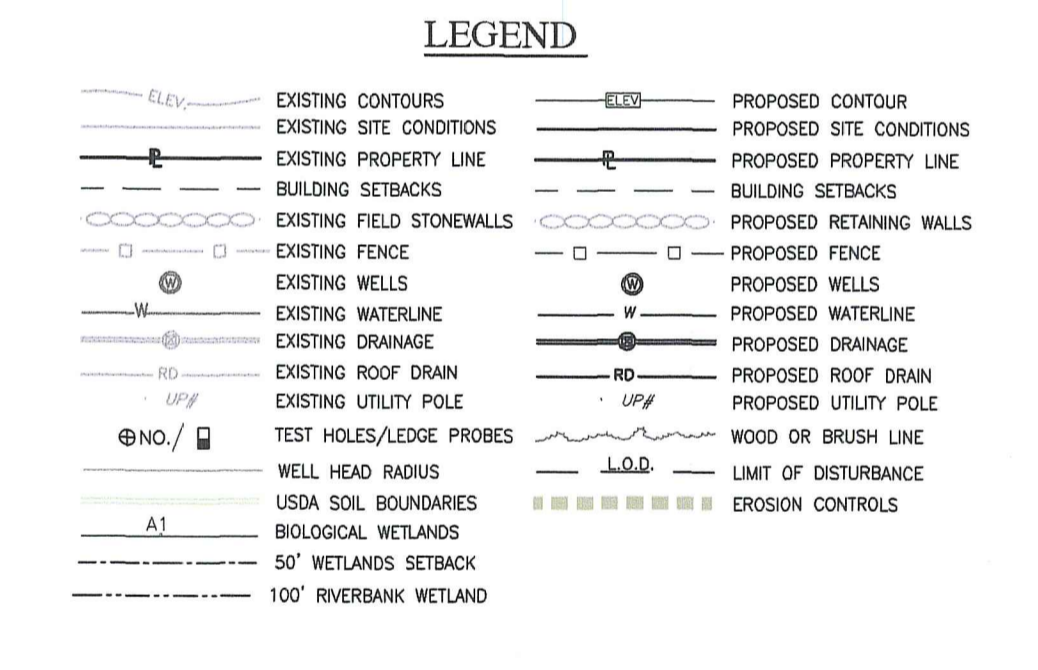 LEGEND
ELEV. EXISTING CONTOURS
EXISTING SITE CONDITIONS
PL EXISTING PROPERTY LINE
BUILDING SETBACKS
EXISTING FIELD STONEWALLS
EXISTING FENCE
W EXISTING WELLS
W EXISTING WATERLINE
EXISTING DRAINAGE
RD EXISTING ROOF DRAIN
UP# EXISTING UTILITY POLE
NO./ TEST HOLES/LEDGE PROBES
WELL HEAD RADIUS
USDA SOIL BOUNDARIES
A1 BIOLOGICAL WETLANDS
50' WETLANDS SETBACK
100' RIVERBANK WETLAND
ELEV PROPOSED CONTOUR
PROPOSED SITE CONDITIONS
PL PROPOSED PROPERTY LINE
BUILDING SETBACKS
PROPOSED RETAINING WALLS
PROPOSED FENCE
W PROPOSED WELLS
W PROPOSED WATERLINE
PROPOSED DRAINAGE
RD PROPOSED ROOF DRAIN
UP# PROPOSED UTILITY POLE
WOOD OR BRUSH LINE
L.O.D. LIMIT OF DISTURBANCE
EROSION CONTROLS